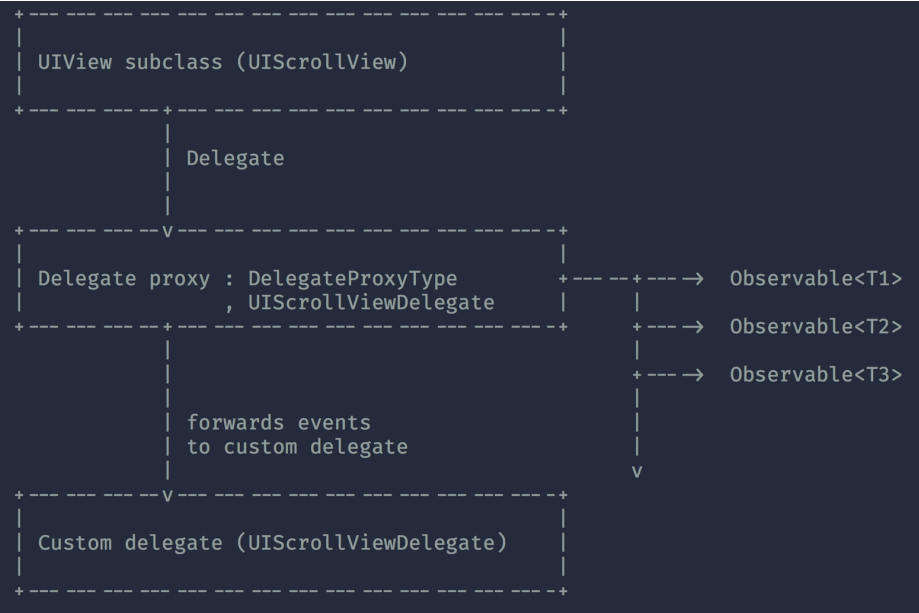 UIView subclass (UIScrollView)
Delegate
Delegate proxy : DelegateProxyType
, UIScrollViewDelegate
Observable<T1>
Observable<T2>
Observable<T3>
forwards events
to custom delegate
v
Custom delegate (UIScrollViewDelegate)